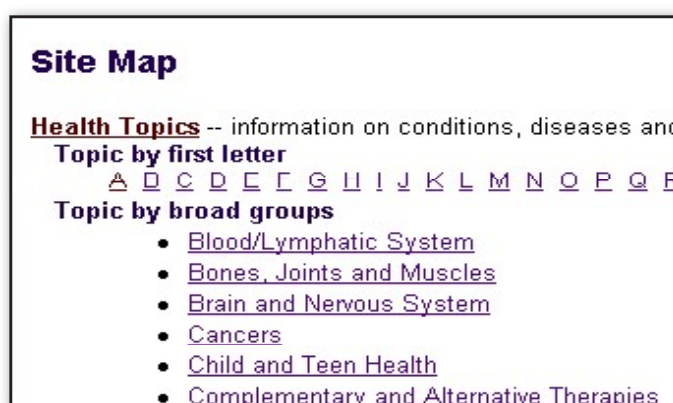 Site Map
Health Topics -- information on conditions, diseases and
Topic by first letter
A B C D E F G H I J K L M N O P Q R
Topic by broad groups
• Blood/Lymphatic System
• Bones, Joints and Muscles
• Brain and Nervous System
• Cancers
• Child and Teen Health
• Complementary and Alternative Therapies